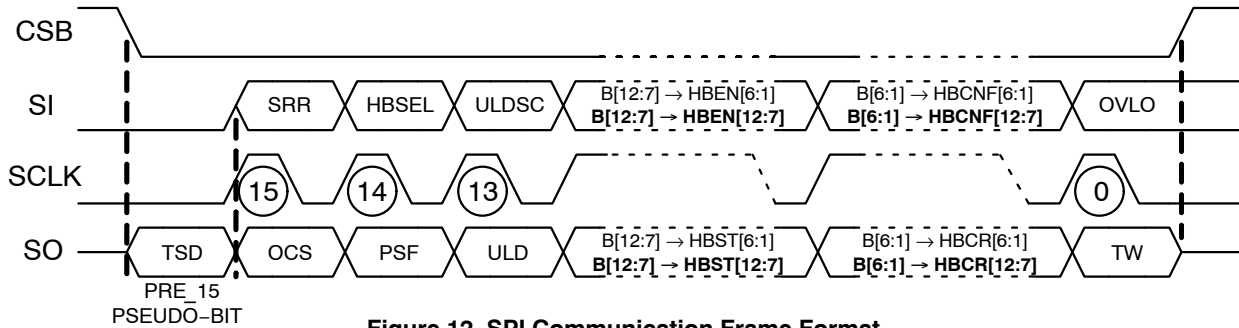 CSB
SI
SRR
HBSEL
ULDSC
B[12:7] → HBEN[6:1]
B[12:7] → HBEN[12:7]
B[6:1] → HBCNF[6:1]
B[6:1] → HBCNF[12:7]
OVLO
SCLK
15
14
13
0
SO
TSD
OCS
PSF
ULD
B[12:7] → HBST[6:1]
B[12:7] → HBST[12:7]
B[6:1] → HBCR[6:1]
B[6:1] → HBCR[12:7]
TW
PRE_15
PSEUDO−BIT
Figure 12. SPI Communication Frame Format